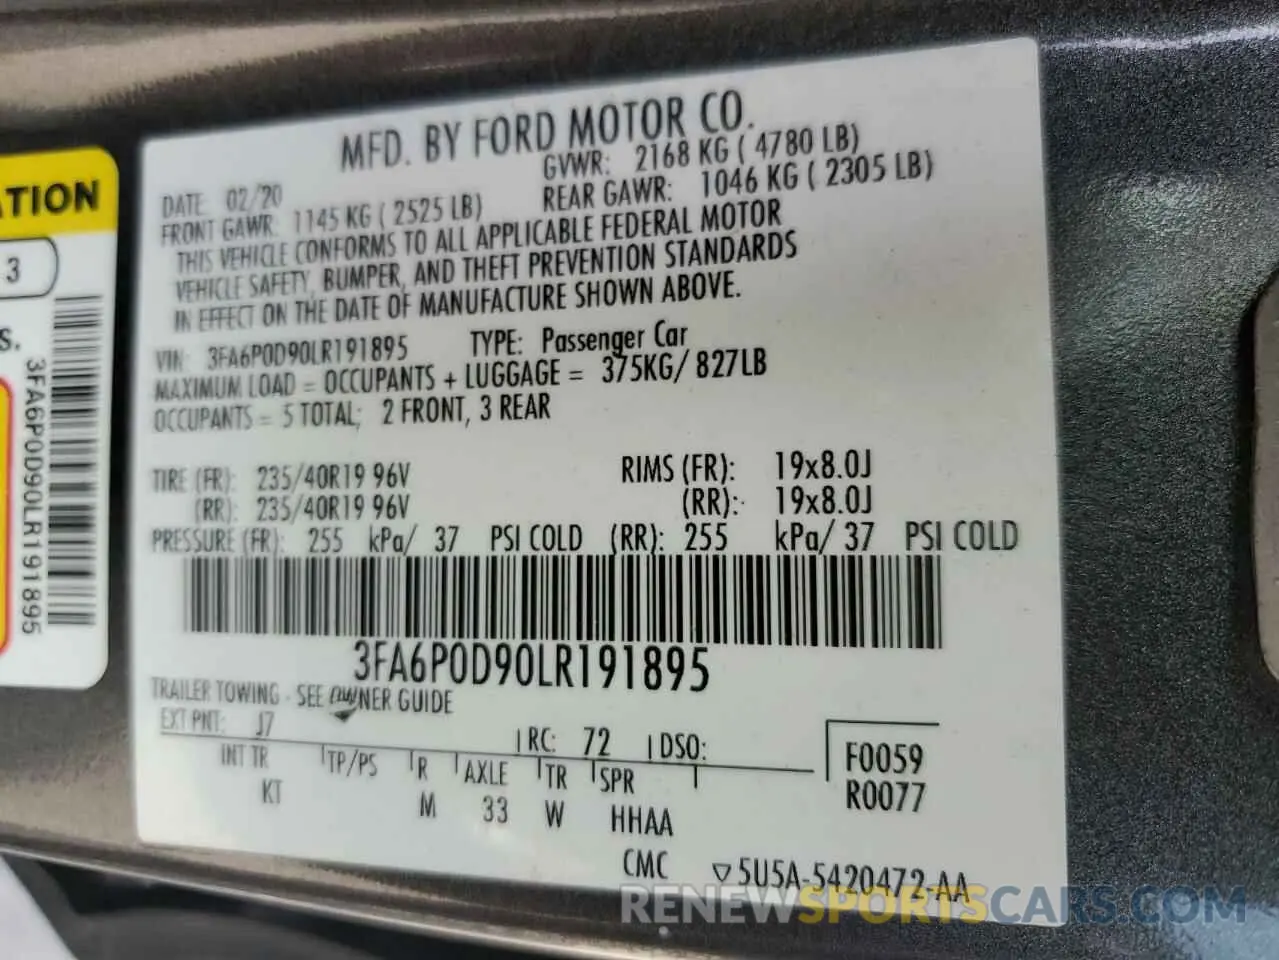 MFD. BY FORD MOTOR CO.
DATE 02/20 GVWR: 2168 KG ( 4780 LB)
FRONT GAWR: 1145 KG ( 2525 LB) REAR GAWR: 1046 KG ( 2305 LB)
THIS VEHICLE CONFORMS TO ALL APPLICABLE FEDERAL MOTOR
VEHICLE SAFETY, BUMPER, AND THEFT PREVENTION STANDARDS
IN EFFECT ON THE DATE OF MANUFACTURE SHOWN ABOVE.
VIN: 3FA6P0D90LR191895 TYPE: Passenger Car
MAXIMUM LOAD = OCCUPANTS + LUGGAGE = 375KG/ 827LB
OCCUPANTS = 5 TOTAL; 2 FRONT, 3 REAR
TIRE (FR): 235/40R19 96V RIMS (FR): 19x8.0J
(RR): 235/40R19 96V (RR): 19x8.0J
PRESSURE (FR): 255 kPa/ 37 PSI COLD (RR): 255 kPa/ 37 PSI COLD
3FA6P0D90LR191895
TRAILER TOWING - SEE OWNER GUIDE
EXT PNT: J7 RC: 72 DSO:
INT TR TP/PS R AXLE TR SPR
KT M 33 W HHAA
F0059
R0077
CMC 5U5A-5420472-AA
ATION
3
S.
3FA6P0D90LR191895
RENEWSPORTSCARS.COM